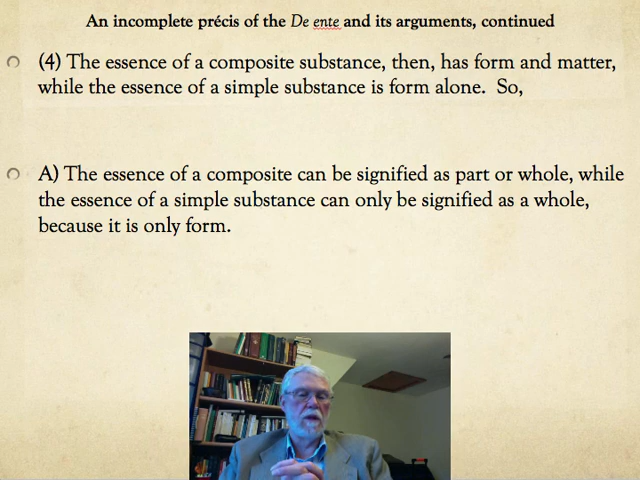 An incomplete précis of the De ente and its arguments, continued
(4) The essence of a composite substance, then, has form and matter,
while the essence of a simple substance is form alone.  So,
A) The essence of a composite can be signified as part or whole, while
the essence of a simple substance can only be signified as a whole,
because it is only form.